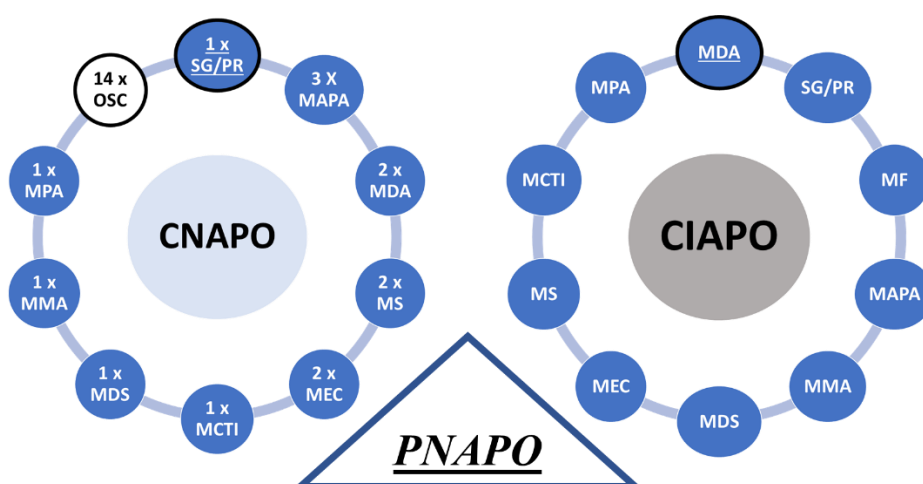 1 x
SG/PR
3 X
MAPA
2 x
MDA
2 x
MS
2 x
MEC
1 x
MCTI
1 x
MDS
1 x
MMA
1 x
MPA
14 x
OSC
CNAPO
MDA
SG/PR
MF
MAPA
MMA
MDS
MEC
MS
MCTI
MPA
CIAPO
PNAPO